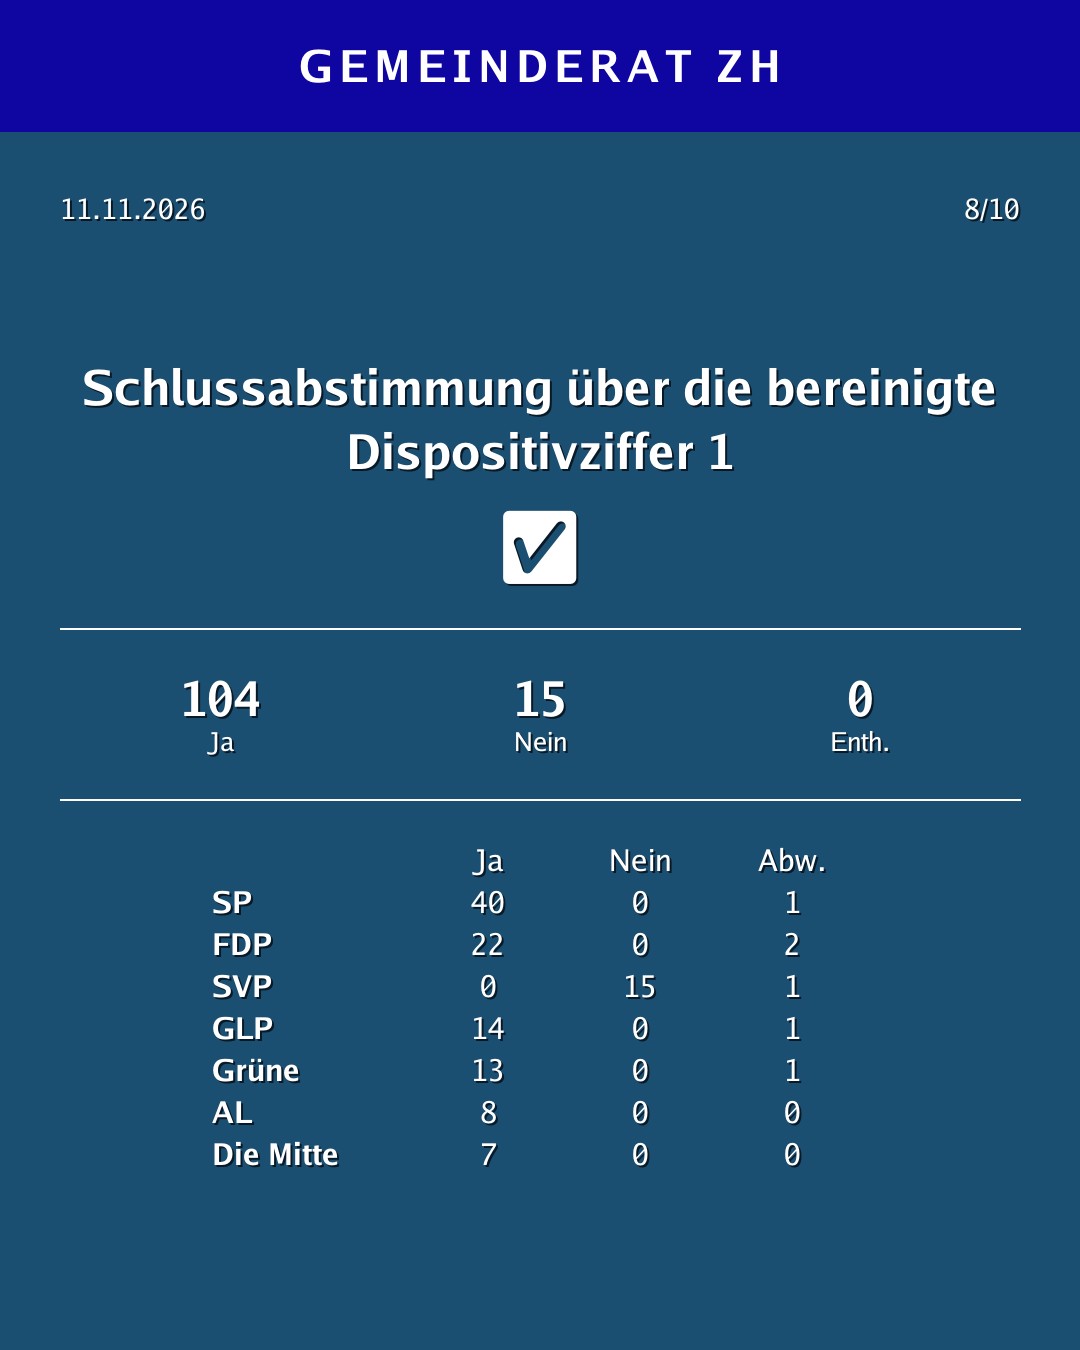 GEMEINDERAT ZH
11.11.2026 8/10
Schlussabstimmung über die bereinigte
Dispositivziffer 1
104 15 0
Ja Nein Enth.
Ja Nein Abw.
SP 40 0 1
FDP 22 0 2
SVP 0 15 1
GLP 14 0 1
Grüne 13 0 1
AL 8 0 0
Die Mitte 7 0 0